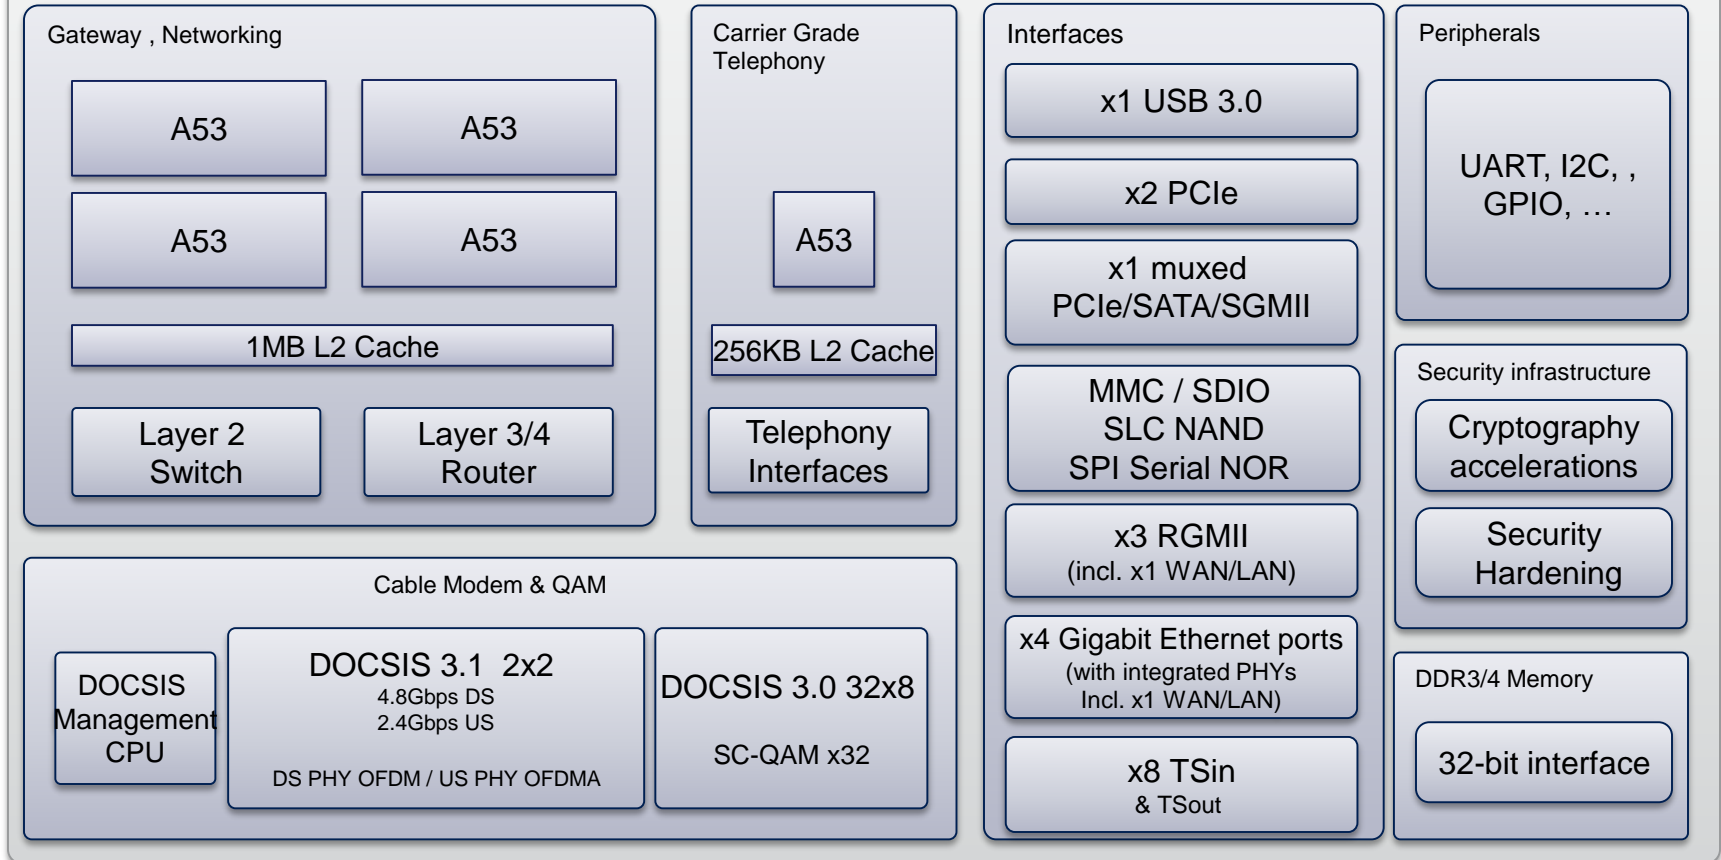 Gateway , Networking
A53
A53
A53
A53
1MB L2 Cache
Layer 2
Switch
Layer 3/4
Router
Carrier Grade
Telephony
A53
256KB L2 Cache
Telephony
Interfaces
Cable Modem & QAM
DOCSIS
Management
CPU
DOCSIS 3.1 2x2
4.8Gbps DS
2.4Gbps US
DS PHY OFDM / US PHY OFDMA
DOCSIS 3.0 32x8
SC-QAM x32
Interfaces
x1 USB 3.0
x2 PCIe
x1 muxed
PCIe/SATA/SGMII
MMC / SDIO
SLC NAND
SPI Serial NOR
x3 RGMII
(incl. x1 WAN/LAN)
x4 Gigabit Ethernet ports
(with integrated PHYs
Incl. x1 WAN/LAN)
x8 TSin
& TSout
Peripherals
UART, I2C, ,
GPIO, …
Security infrastructure
Cryptography
accelerations
Security
Hardening
DDR3/4 Memory
32-bit interface